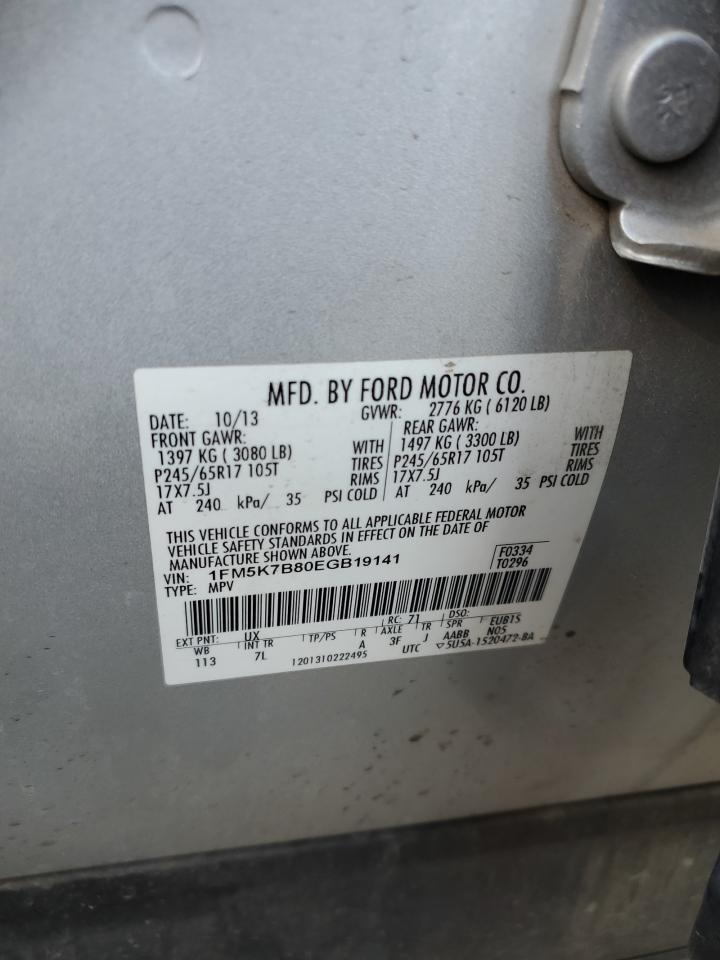 MFD. BY FORD MOTOR CO.
DATE: 10/13 GVWR: 2776 KG ( 6120 LB)
FRONT GAWR: REAR GAWR:
1397 KG ( 3080 LB) WITH 1497 KG ( 3300 LB) WITH
P245/65R17 105T TIRES P245/65R17 105T TIRES
17X7.5J RIMS 17X7.5J RIMS
AT 240 kPa/ 35 PSI COLD AT 240 kPa/ 35 PSI COLD
THIS VEHICLE CONFORMS TO ALL APPLICABLE FEDERAL MOTOR
VEHICLE SAFETY STANDARDS IN EFFECT ON THE DATE OF
MANUFACTURE SHOWN ABOVE.
VIN: 1FM5K7B80EGB19141 F0334
TYPE: MPV T0296
EXT PNT: UX RC: 71 DSO:
WB INT TR TP/PS R AXLE TR SPR EUB1S
113 7L A 3F J AABB N05
1201310222495 UTC ▽5USA-1520472-BA